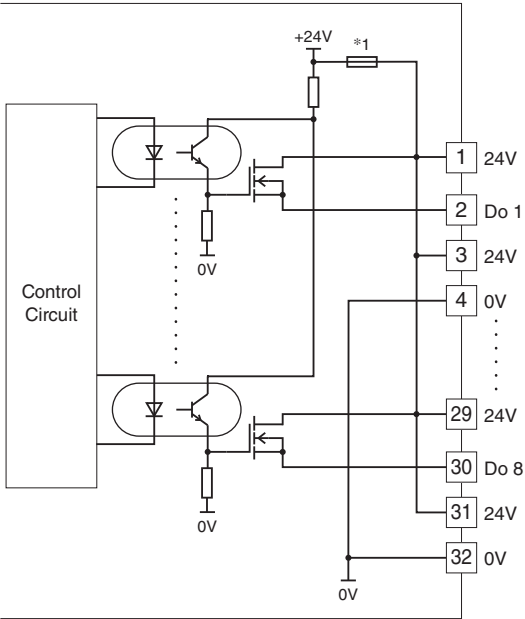 +24V
*1
1 24V
2 Do 1
0V
3 24V
Control
Circuit
4 0V
29 24V
30 Do 8
31 24V
0V
32 0V
0V